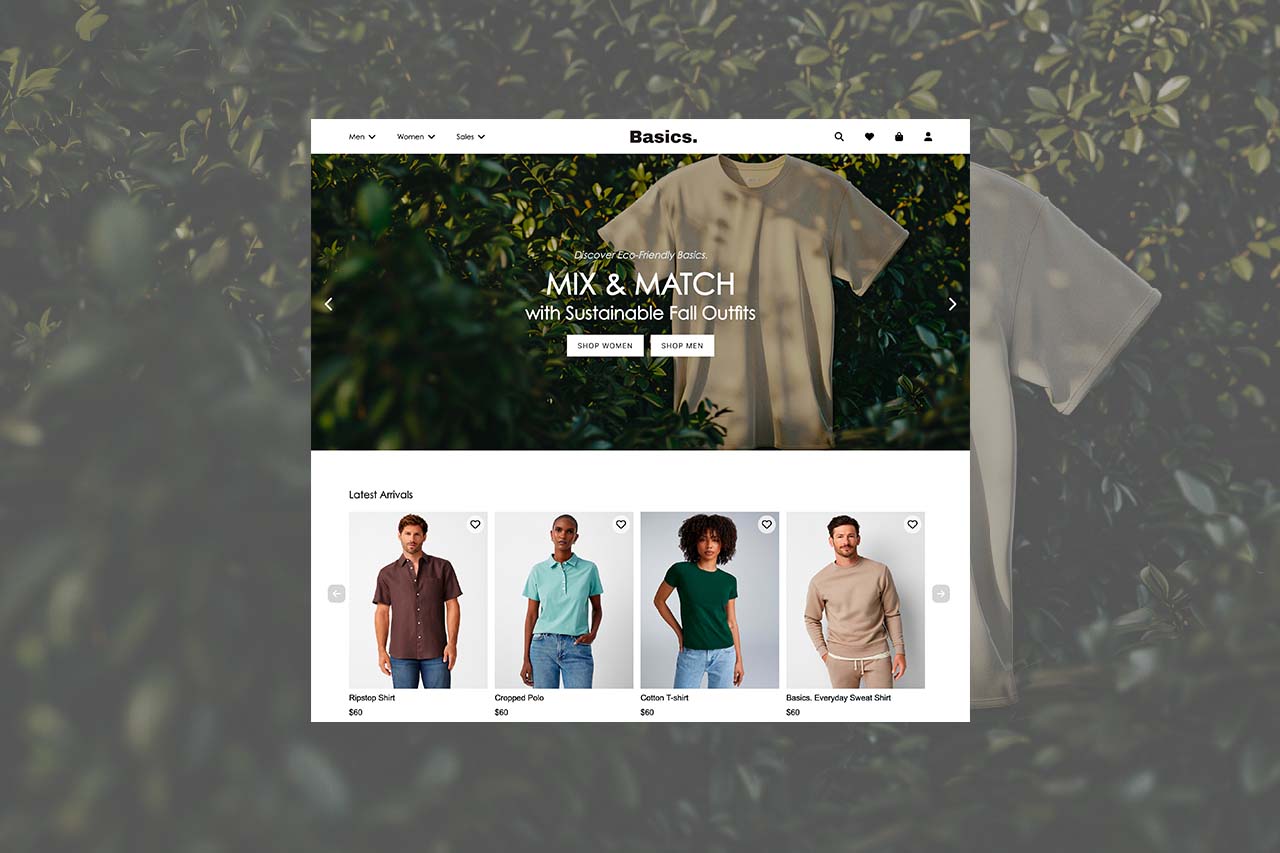 Men Women Sales Basics.
Discover Eco-Friendly Basics.
MIX & MATCH
with Sustainable Fall Outfits
SHOP WOMEN SHOP MEN
Latest Arrivals
Ripstop Shirt Cropped Polo Cotton T-shirt Basics. Everyday Sweat Shirt
$60 $60 $60 $60